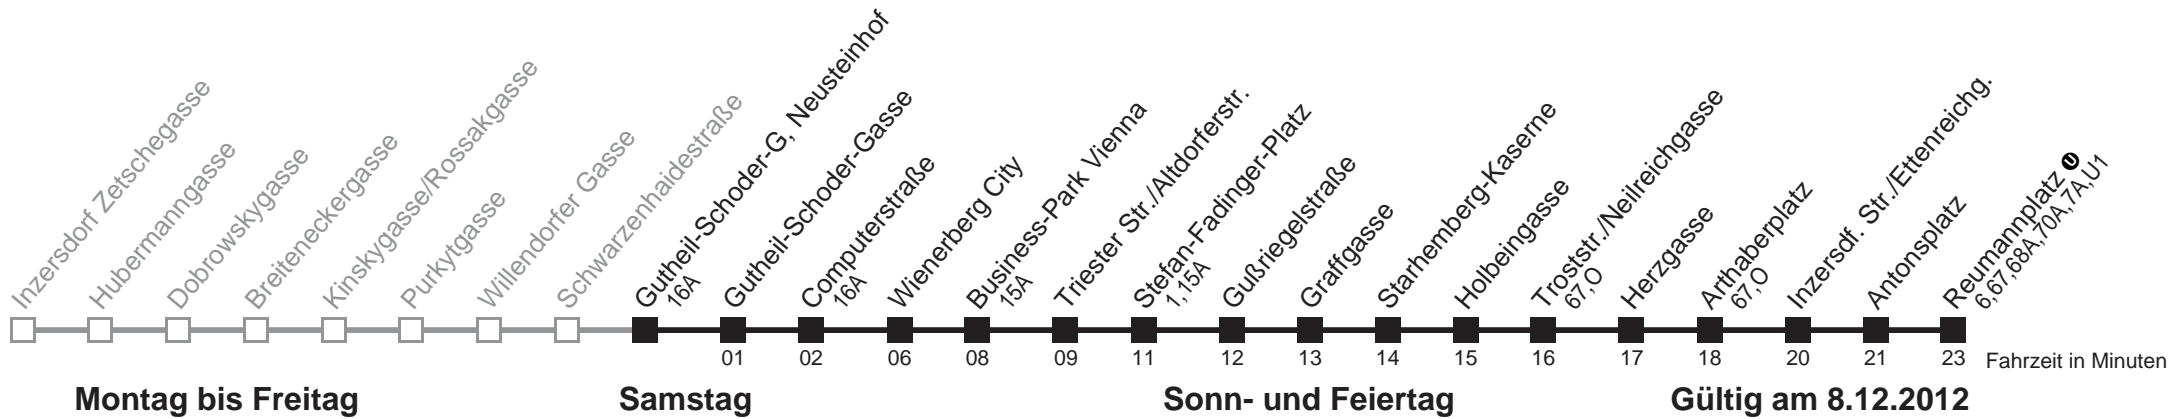 Inzersdorf Zetschegasse
Hubermanngasse
Dobrowskygasse
Breiteneckergasse
Kinskygasse/Rossakgasse
Purkytgasse
Willendorfer Gasse
Schwarzenhaidestraße
Gutheil-Schoder-G, Neusteinhof
16A
Gutheil-Schoder-Gasse
Computerstraße
16A
Wienerberg City
Business-Park Vienna
15A
Triester Str./Altdorferstr.
Stefan-Fadinger-Platz
1,15A
Gußriegelstraße
Graffgasse
Starhemberg-Kaserne
Holbeingasse
Troststr./Neilreichgasse
67,O
Herzgasse
Arthaberplatz
67,O
Inzersdf. Str./Ettenreichg.
Antonsplatz
Reumannplatz U
6,67,68A,70A,7A,U1
01 02 06 08 09 11 12 13 14 15 16 17 18 20 21 23 Fahrzeit in Minuten
Montag bis Freitag Samstag Sonn- und Feiertag Gültig am 8.12.2012